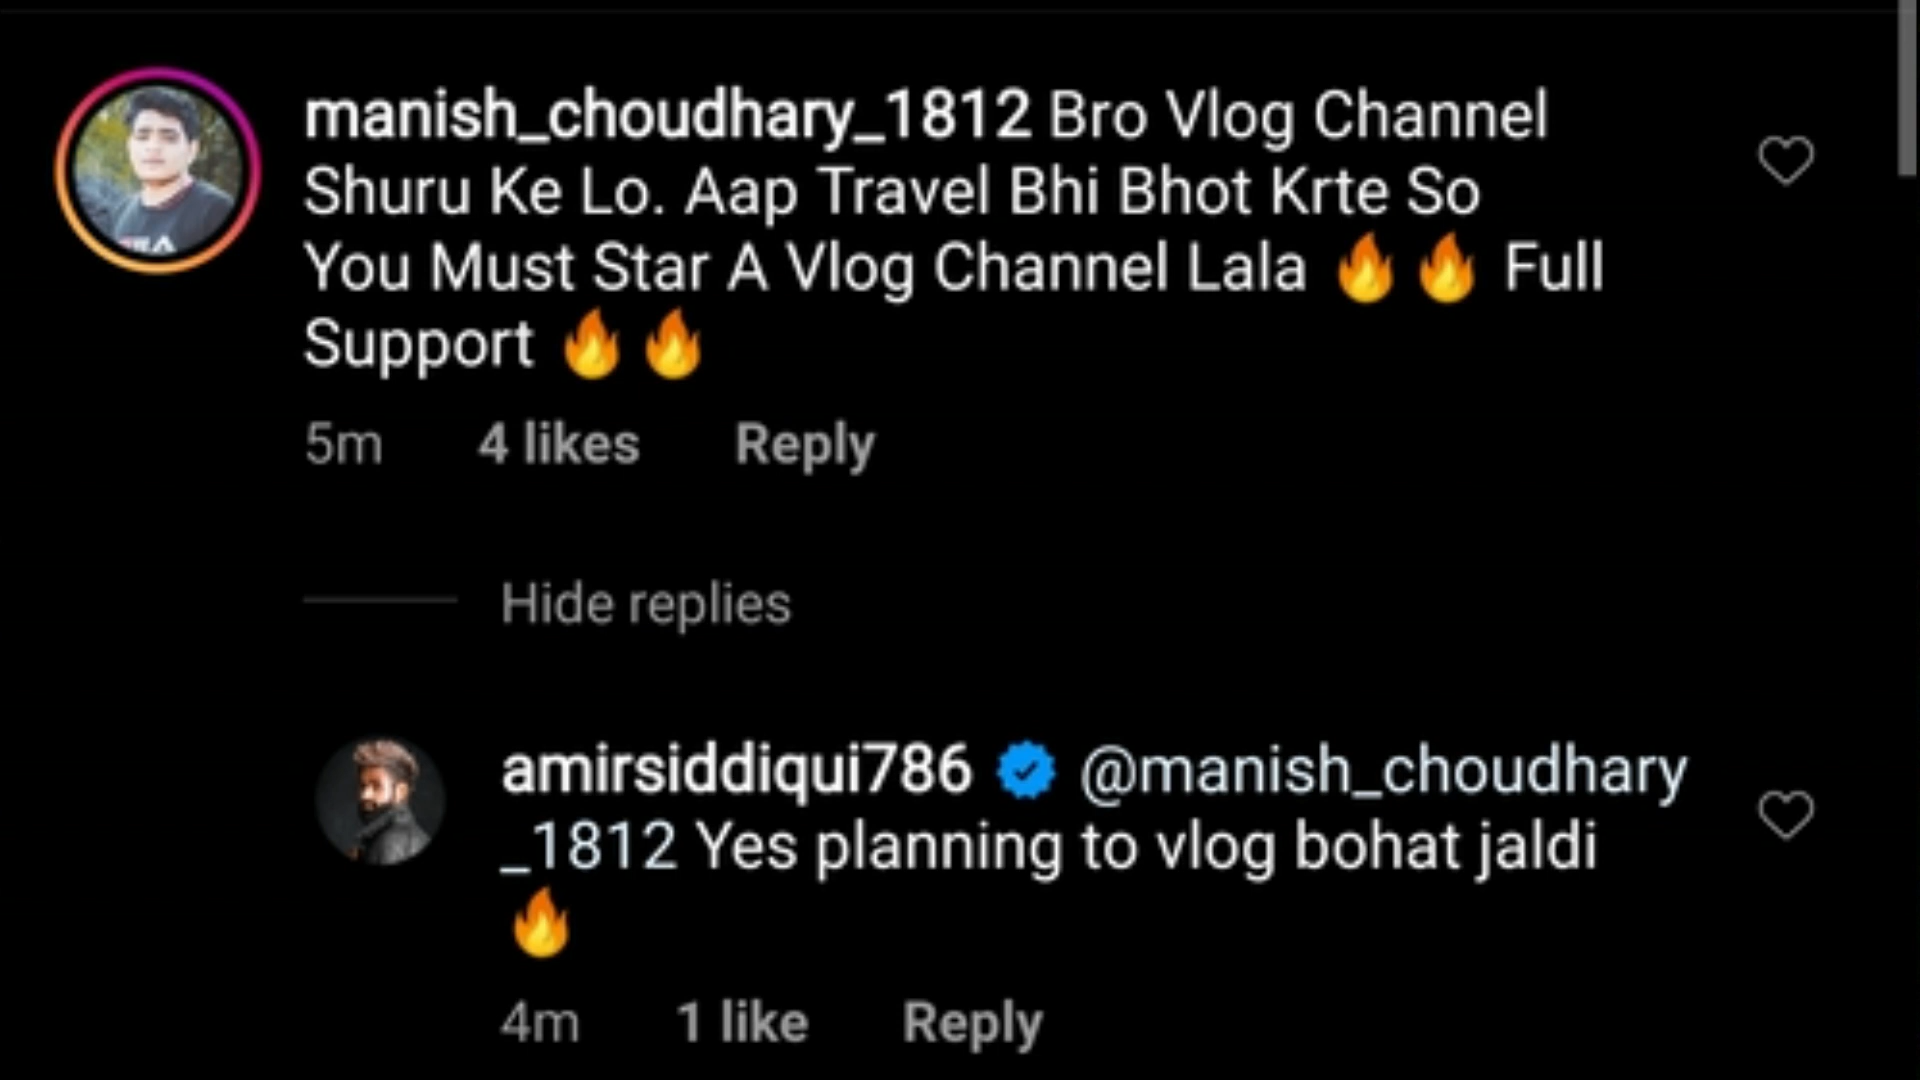 manish_choudhary_1812 Bro Vlog Channel
Shuru Ke Lo. Aap Travel Bhi Bhot Krte So
You Must Star A Vlog Channel Lala 🔥🔥 Full
Support 🔥🔥
5m 4 likes Reply
Hide replies
amirsiddiqui786 @manish_choudhary
_1812 Yes planning to vlog bohat jaldi
🔥
4m 1 like Reply